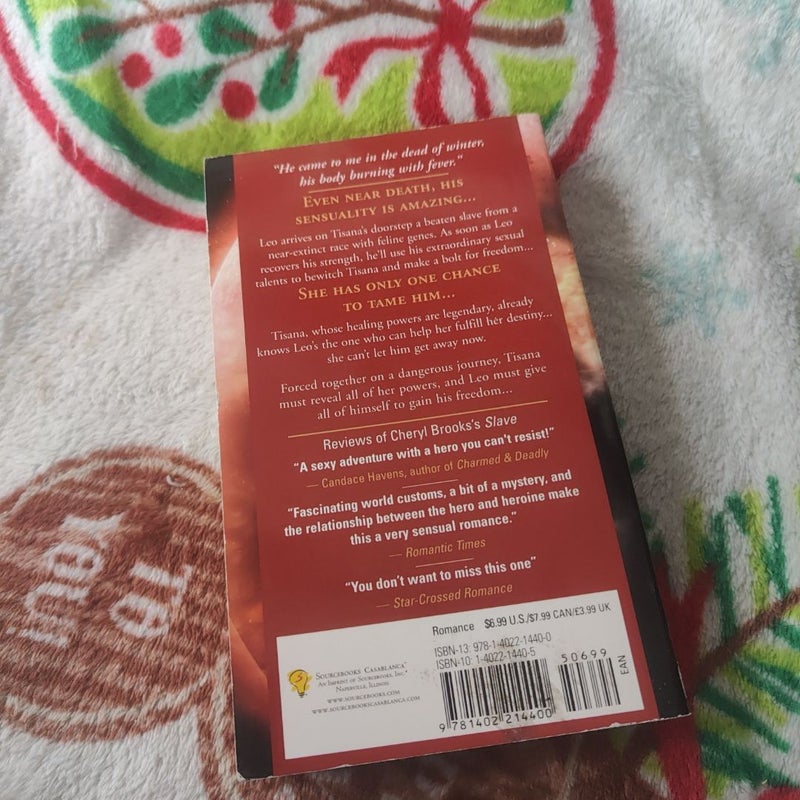 "He came to me in the dead of winter,
his body burning with fever."
EVEN NEAR DEATH, HIS
SENSUALITY IS AMAZING...
Leo arrives on Tisana's doorstep a beaten slave from a
near-extinct race with feline genes. As soon as Leo
recovers his strength, he'll use his extraordinary sexual
talents to bewitch Tisana and make a bolt for freedom...
SHE HAS ONLY ONE CHANCE
TO TAME HIM...
Tisana, whose healing powers are legendary, already
knows Leo's the one who can help her fulfill her destiny...
she can't let him get away now.
Forced together on a dangerous journey, Tisana
must reveal all of her powers, and Leo must give
all of himself to gain his freedom...
Reviews of Cheryl Brooks's Slave
"A sexy adventure with a hero you can't resist!"
— Candace Havens, author of Charmed & Deadly
"Fascinating world customs, a bit of a mystery, and
the relationship between the hero and heroine make
this a very sensual romance."
— Romantic Times
"You don't want to miss this one"
— Star-Crossed Romance
Romance $6.99 U.S./$7.99 CAN/£3.99 UK
ISBN-13: 978-1-4022-1440-0
ISBN-10: 1-4022-1440-5
50699
EAN
9 781402 214400
SOURCEBOOKS CASABLANCA™
AN IMPRINT OF SOURCEBOOKS, INC.®
NAPERVILLE, ILLINOIS
WWW.SOURCEBOOKS.COM
WWW.SOURCEBOOKSCASABLANCA.COM
to
you